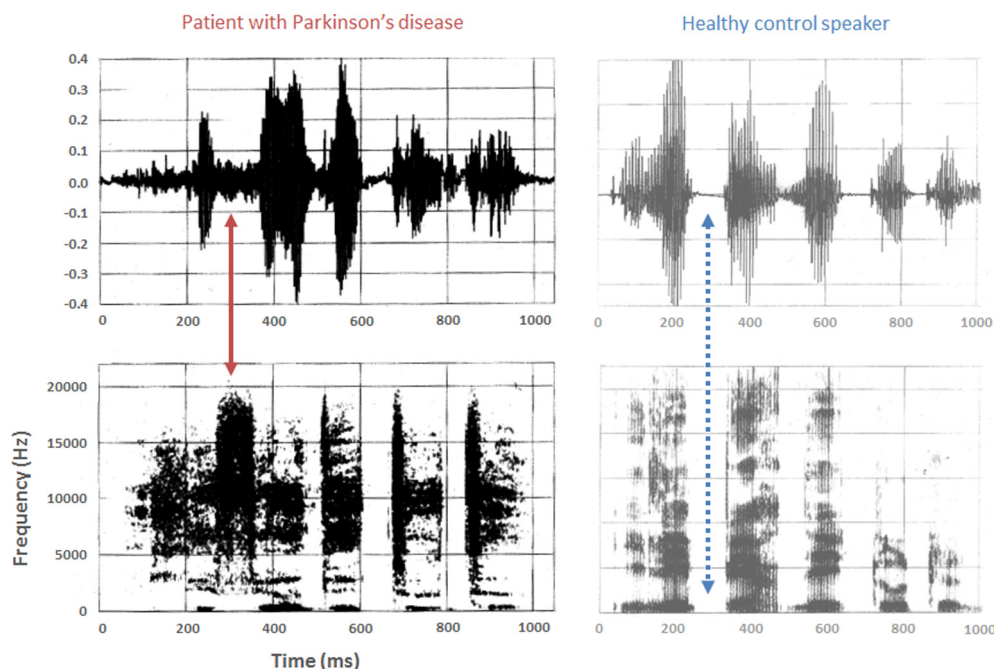 Patient with Parkinson's disease
Healthy control speaker
0.4
0.3
0.2
0.1
0.0
-0.1
-0.2
-0.3
-0.4
0 200 400 600 800 1000
0 200 400 600 800 1000
Frequency (Hz)
20000
15000
10000
5000
0
0 200 400 600 800 1000
0 200 400 600 800 1000
Time (ms)